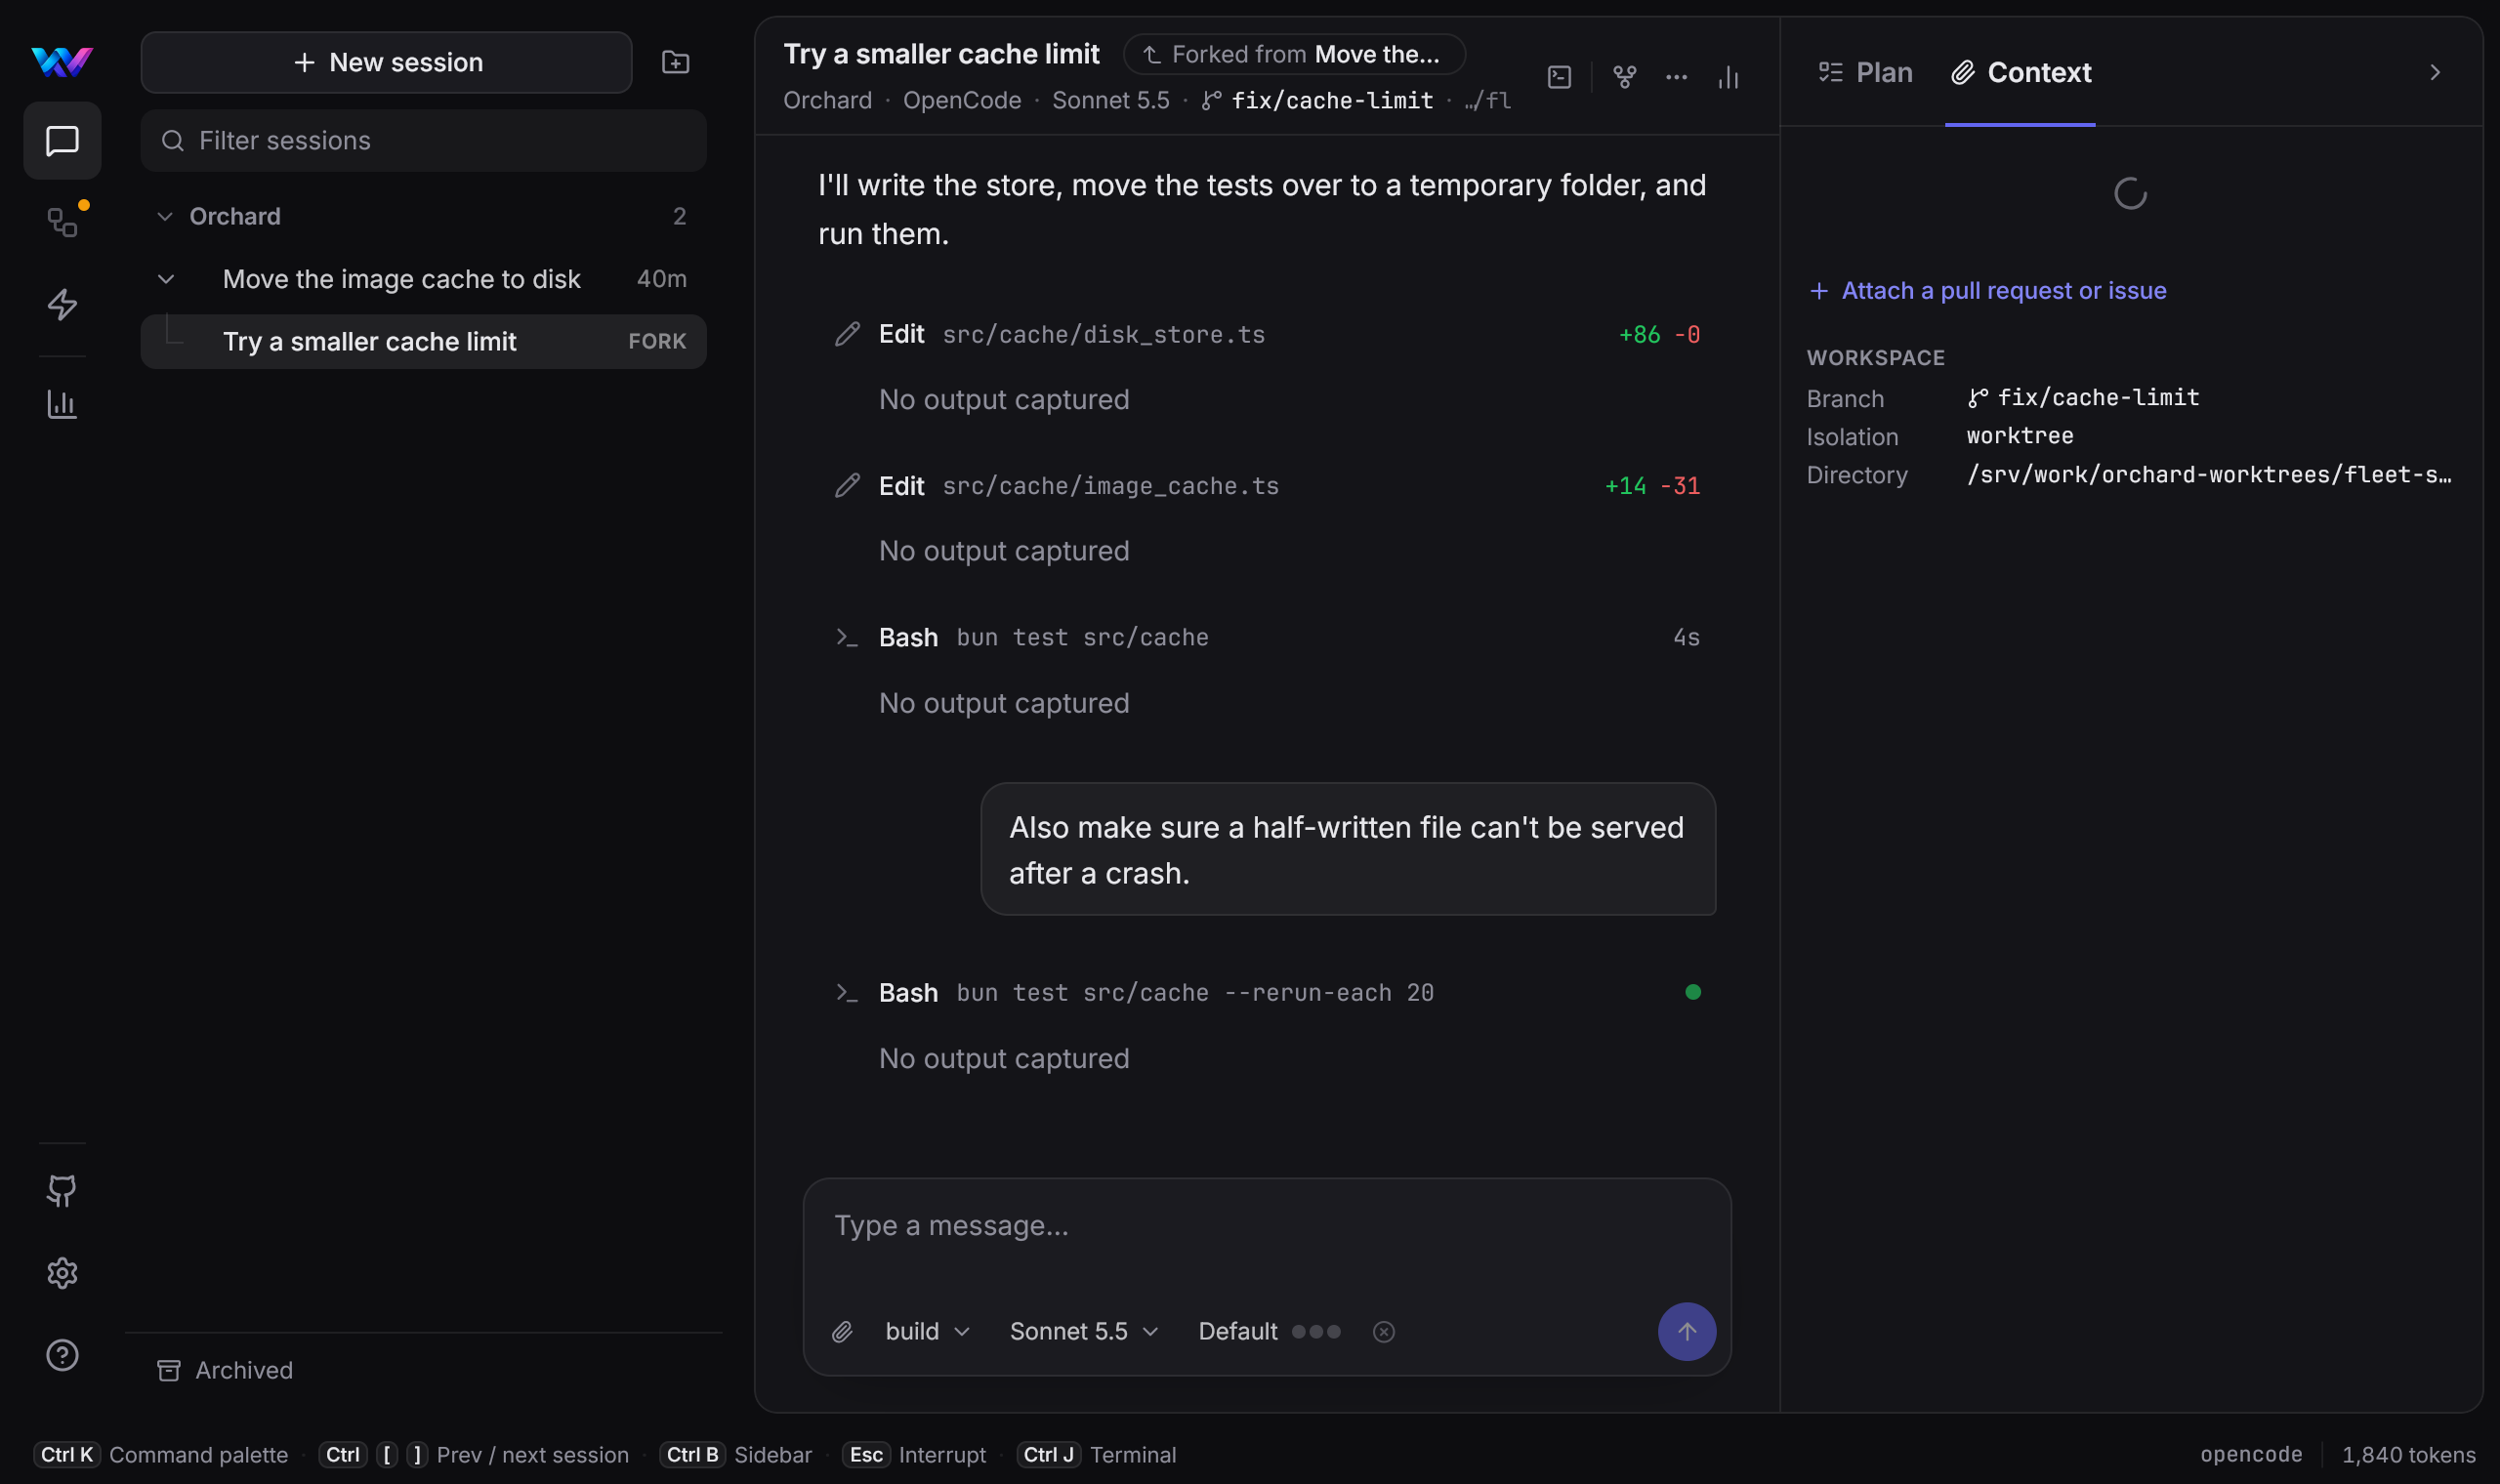 New session
Filter sessions
Orchard 2
Move the image cache to disk 40m
Try a smaller cache limit FORK
Archived
Try a smaller cache limit Forked from Move the...
Orchard · OpenCode · Sonnet 5.5 · fix/cache-limit · …/fl
I'll write the store, move the tests over to a temporary folder, and
run them.
Edit src/cache/disk_store.ts +86 -0
No output captured
Edit src/cache/image_cache.ts +14 -31
No output captured
Bash bun test src/cache 4s
No output captured
Also make sure a half-written file can't be served
after a crash.
Bash bun test src/cache --rerun-each 20
No output captured
Type a message...
build Sonnet 5.5 Default
Plan Context
Attach a pull request or issue
WORKSPACE
Branch fix/cache-limit
Isolation worktree
Directory /srv/work/orchard-worktrees/fleet-s…
Ctrl K Command palette · Ctrl [ ] Prev / next session · Ctrl B Sidebar · Esc Interrupt · Ctrl J Terminal
opencode 1,840 tokens